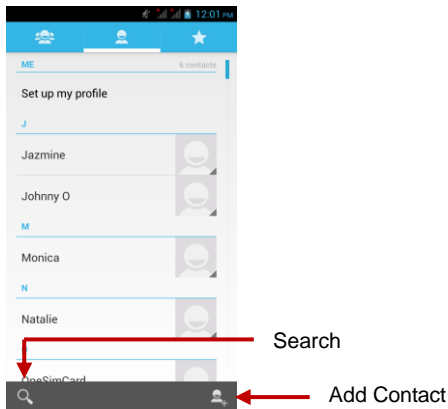 12:01 PM
ME 6 contacts
Set up my profile
J
Jazmine
Johnny O
M
Monica
N
Natalie
OneSimCard
Search
Add Contact